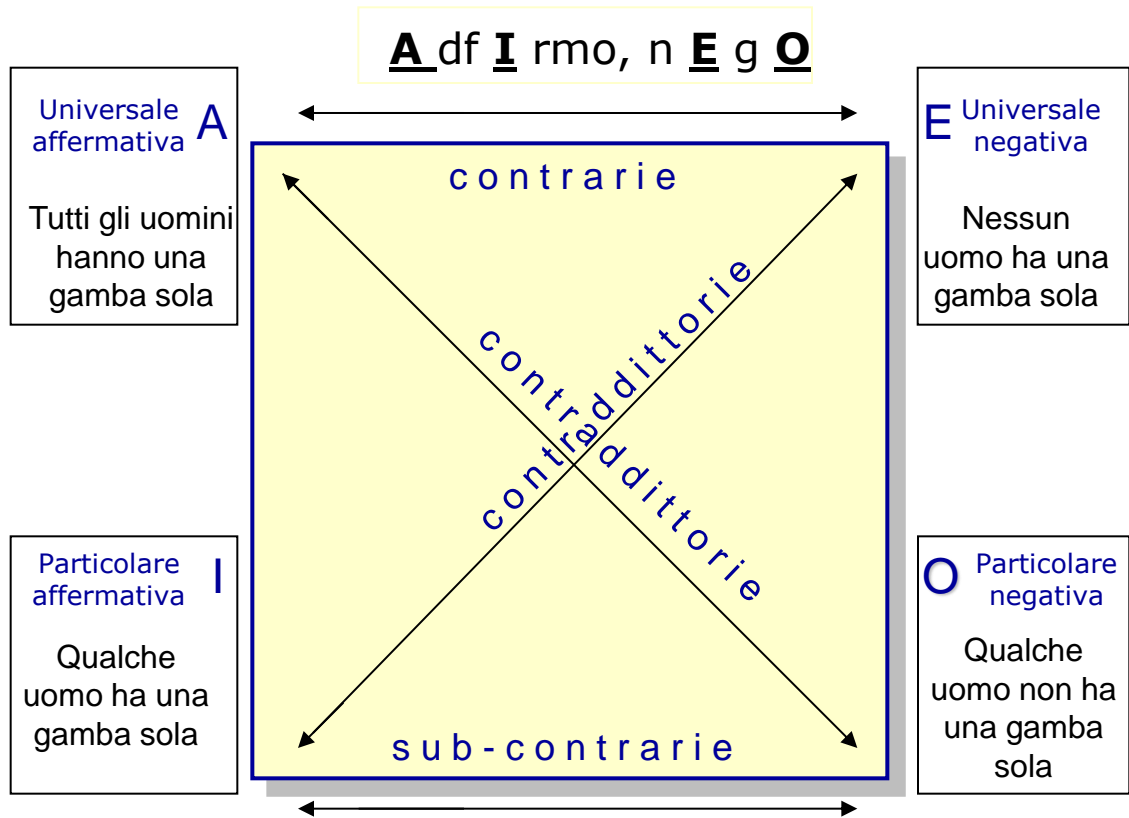 A df I rmo, n E g O
Universale
affermativa A
Tutti gli uomini
hanno una
gamba sola
E Universale
negativa
Nessun
uomo ha una
gamba sola
contrarie
contraddittorie
contraddittorie
Particolare
affermativa I
Qualche
uomo ha una
gamba sola
O Particolare
negativa
Qualche
uomo non ha
una gamba
sola
sub-contrarie